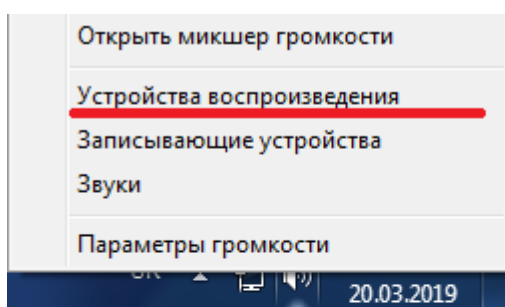 Открыть микшер громкости
Устройства воспроизведения
Записывающие устройства
Звуки
Параметры громкости
20.03.2019